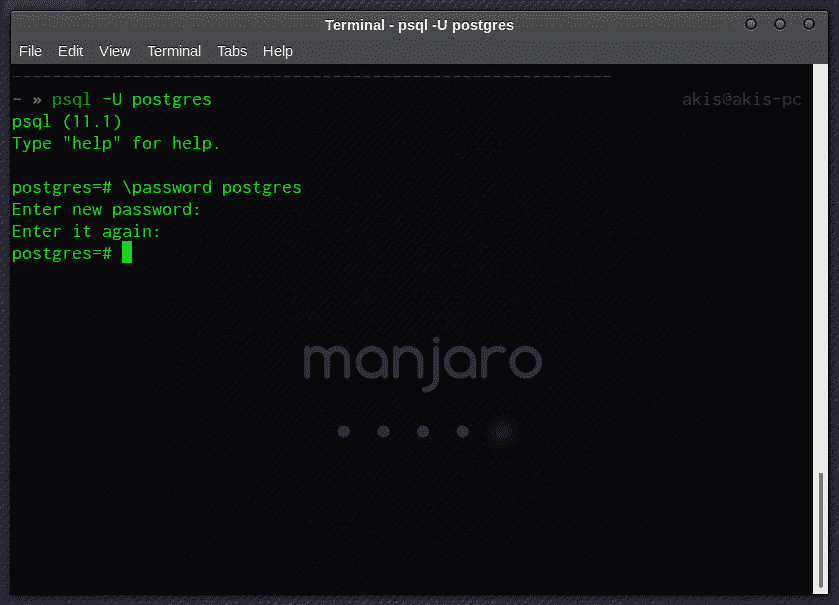 Terminal - psql -U postgres
File Edit View Terminal Tabs Help
------------------------------------------------------------
~ » psql -U postgres akis@akis-pc
psql (11.1)
Type "help" for help.
postgres=# \password postgres
Enter new password:
Enter it again:
postgres=#
manjaro